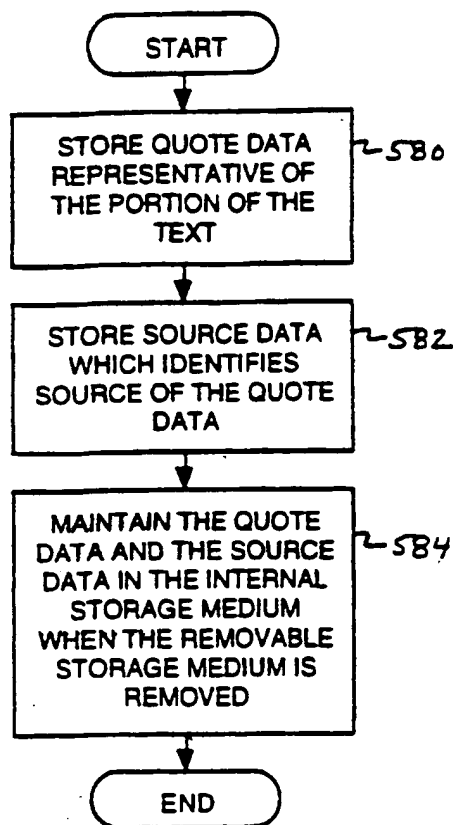 START
STORE QUOTE DATA
REPRESENTATIVE OF
THE PORTION OF THE
TEXT
580
STORE SOURCE DATA
WHICH IDENTIFIES
SOURCE OF THE QUOTE
DATA
582
MAINTAIN THE QUOTE
DATA AND THE SOURCE
DATA IN THE INTERNAL
STORAGE MEDIUM
WHEN THE REMOVABLE
STORAGE MEDIUM IS
REMOVED
584
END